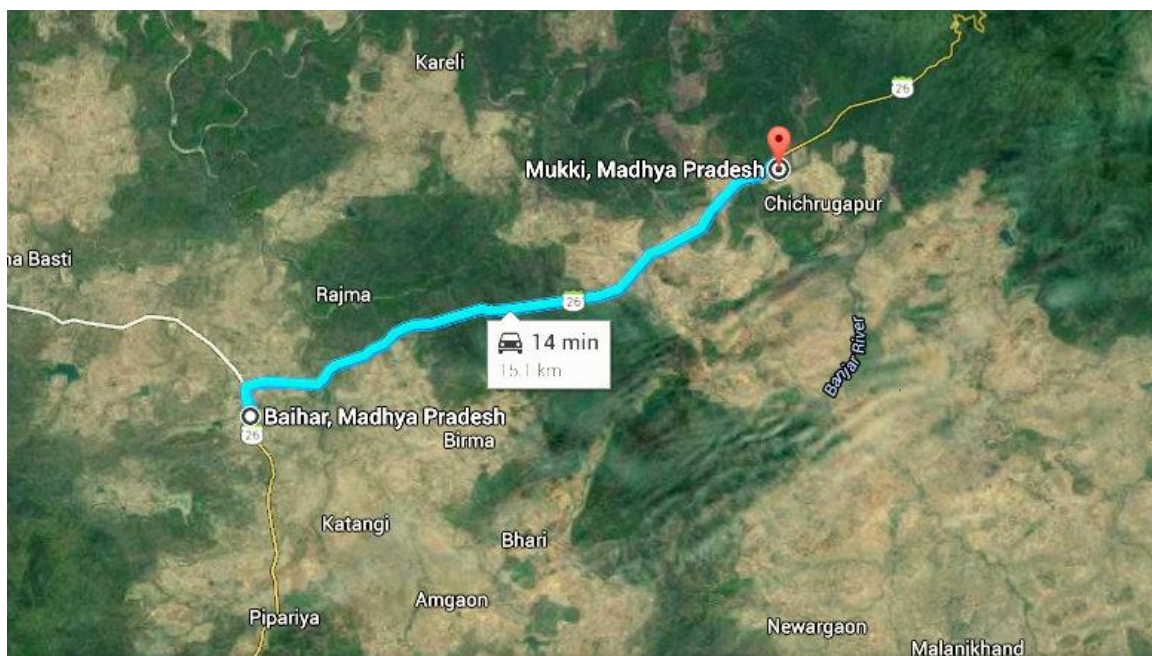 Kareli
26
Mukki, Madhya Pradesh
Chichrugapur
na Basti
Rajma
26
14 min
15.1 km
Banjar River
Baihar, Madhya Pradesh
26
Birma
Katangi
Bhari
Amgaon
Pipariya
Newargaon
Malanikhand